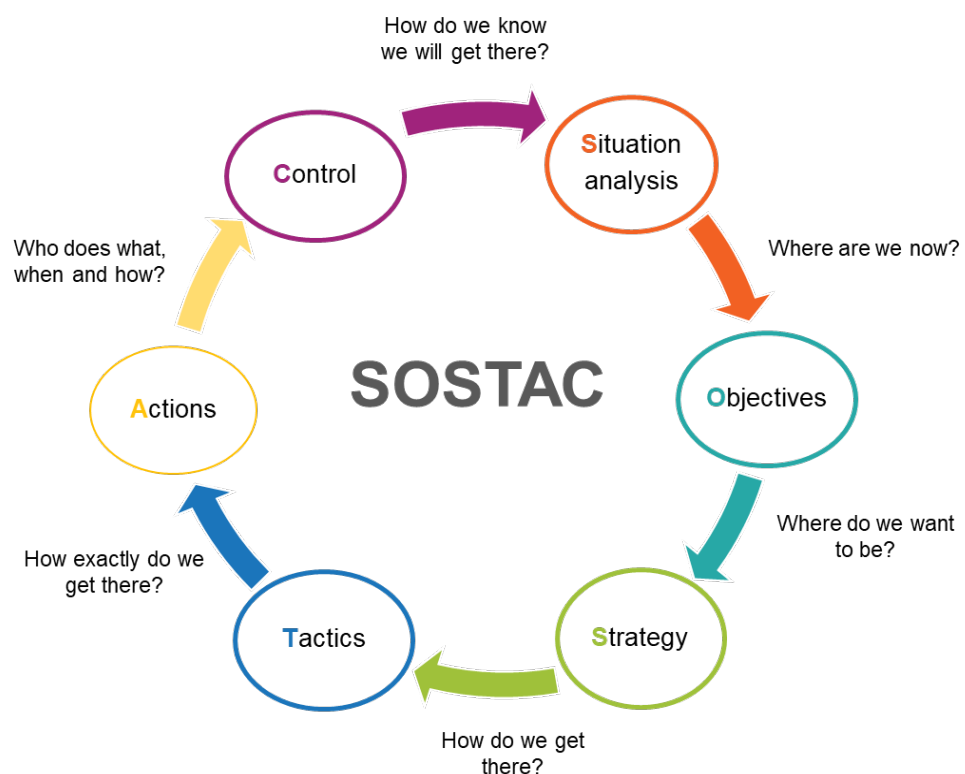 How do we know
we will get there?
Situation
analysis
Control
Who does what,
when and how?
Where are we now?
SOSTAC
Objectives
Actions
Where do we want
to be?
How exactly do we
get there?
Strategy
Tactics
How do we get
there?